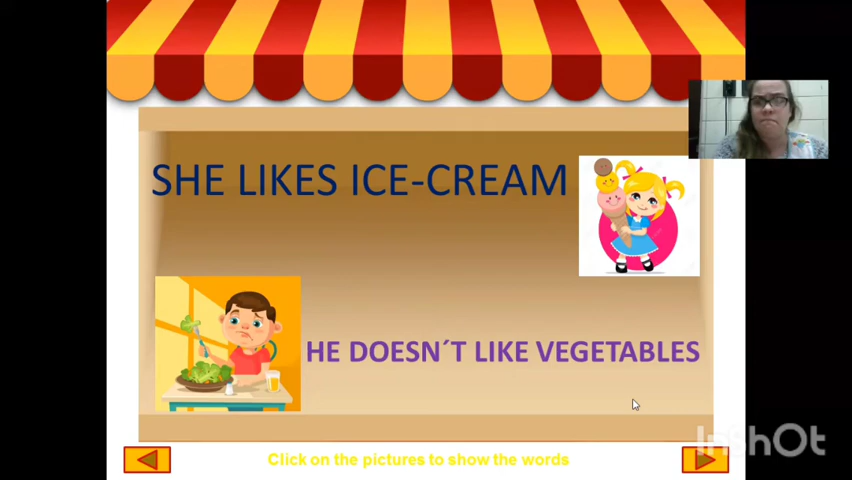 SHE LIKES ICE-CREAM
HE DOESN´T LIKE VEGETABLES
Click on the pictures to show the words
InshOt